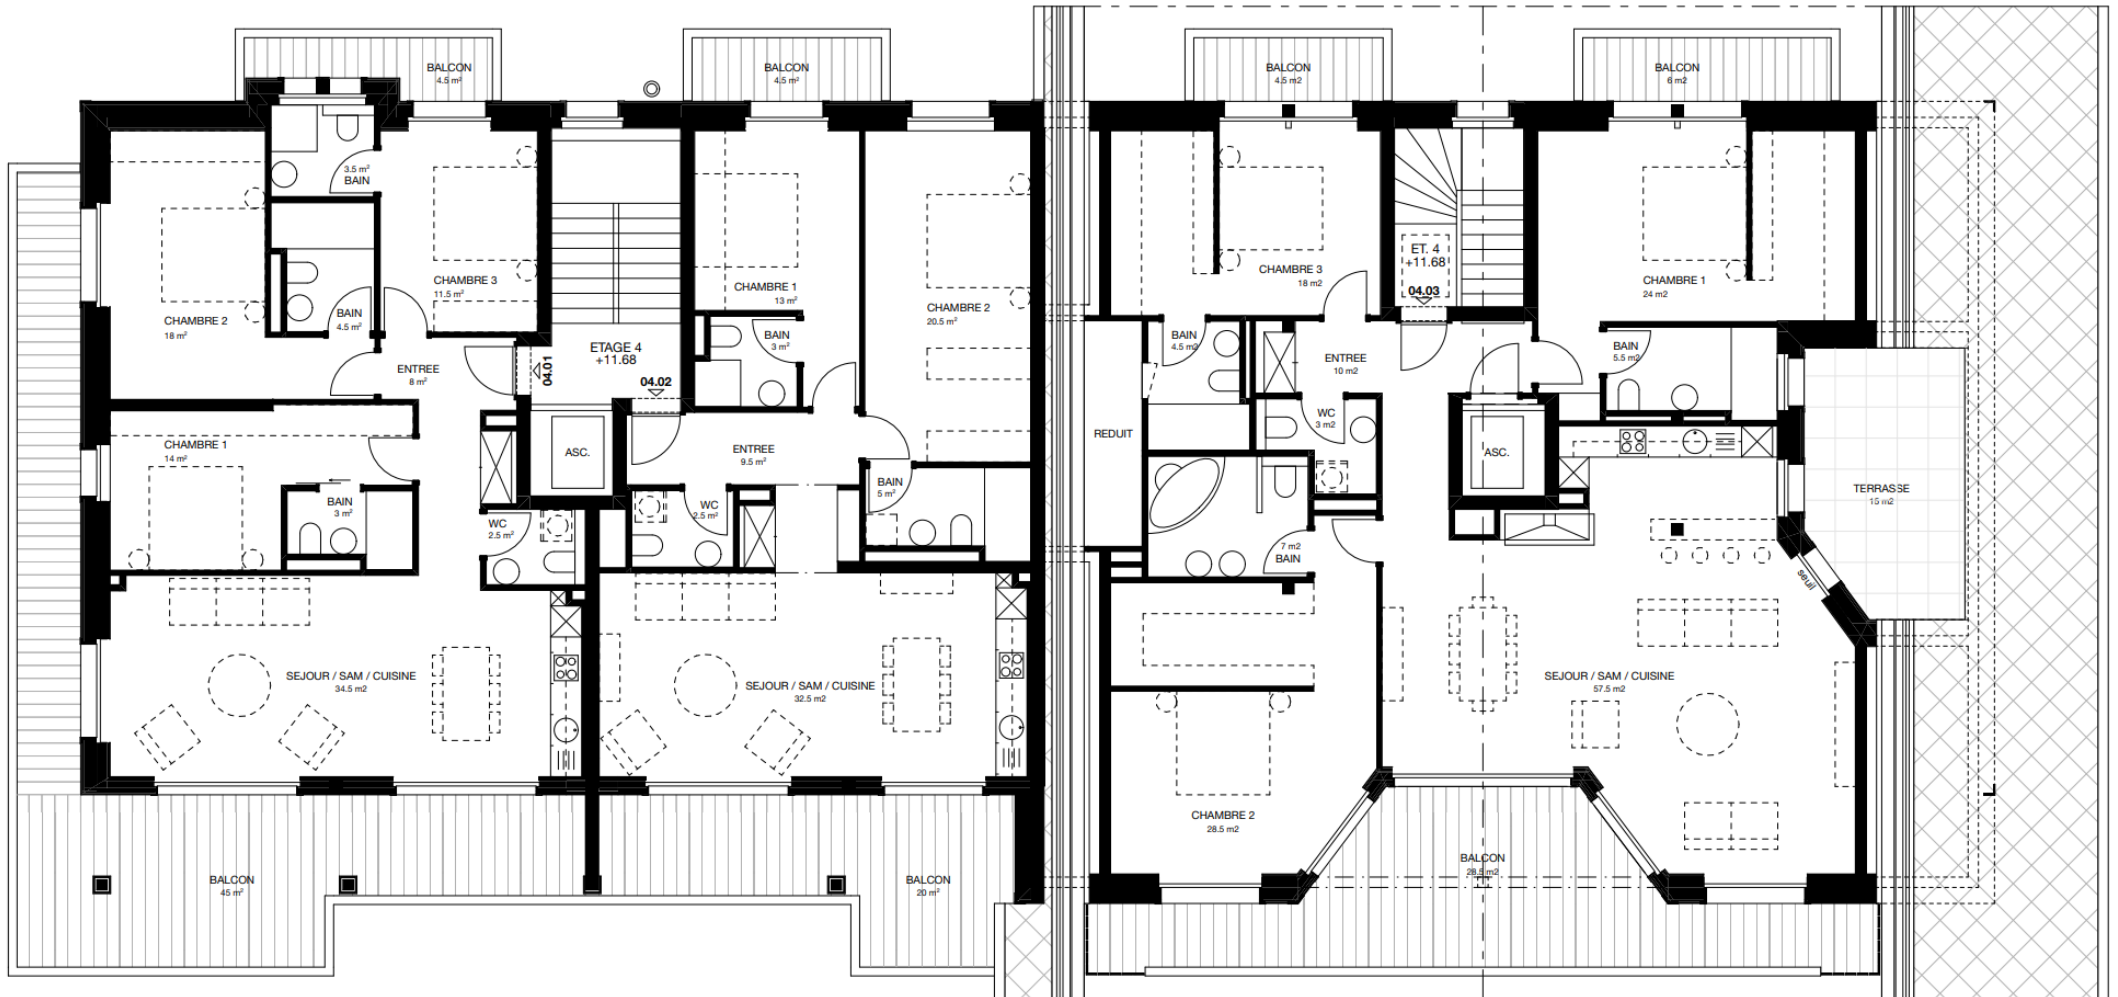 BALCON
4.5 m²
BALCON
4.5 m²
BALCON
4.5 m2
BALCON
6 m2
3.5 m²
BAIN
CHAMBRE 3
11.5 m²
CHAMBRE 2
18 m²
BAIN
4.5 m²
ENTREE
8 m²
04.01
ETAGE 4
+11.68
04.02
CHAMBRE 1
13 m²
BAIN
3 m²
CHAMBRE 2
20.5 m²
CHAMBRE 1
14 m²
BAIN
3 m²
WC
2.5 m²
ASC.
ENTREE
9.5 m²
WC
2.5 m²
BAIN
5 m²
SEJOUR / SAM / CUISINE
34.5 m2
SEJOUR / SAM / CUISINE
32.5 m2
BALCON
45 m²
BALCON
20 m²
CHAMBRE 3
18 m2
ET. 4
+11.68
04.03
CHAMBRE 1
24 m2
BAIN
4.5 m2
ENTREE
10 m2
BAIN
5.5 m2
WC
3 m2
REDUIT
ASC.
TERRASSE
15 m2
7 m2
BAIN
seuil
SEJOUR / SAM / CUISINE
57.5 m2
CHAMBRE 2
28.5 m2
BALCON
28.5 m2